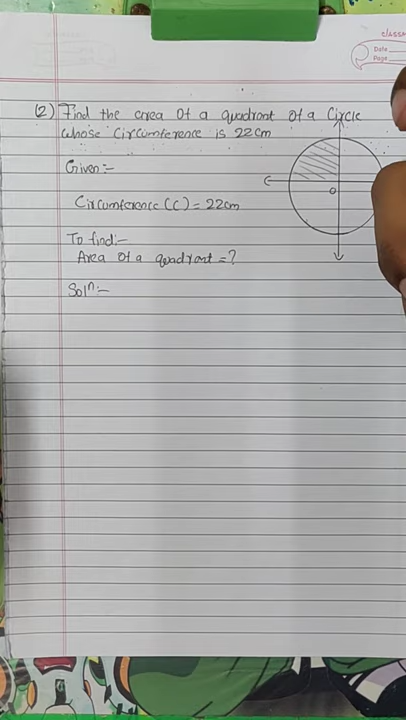 classm
Date
Page
(2) Find the area of a quadrant of a Circle
whose Circumference is 22cm
Given:-
Circumference (C) = 22cm
To find:-
Area of a quadrant = ?
Solⁿ:-
O